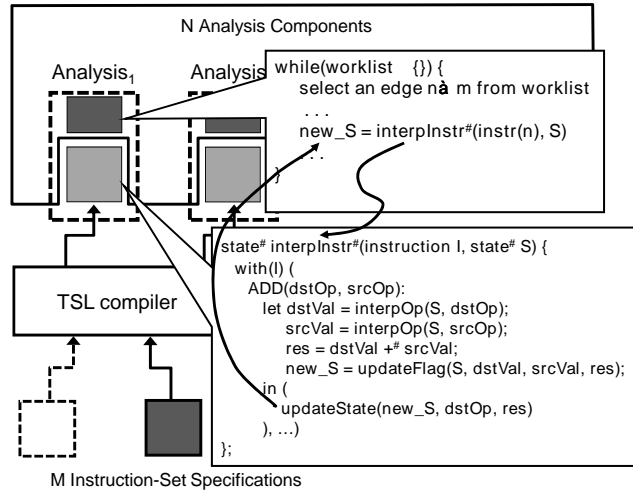 N Analysis Components
Analysis1
Analysis
while(worklist {}) {
select an edge nà m from worklist
. . .
new_S = interpInstr#(instr(n), S)
. . .
}
state# interpInstr#(instruction I, state# S) {
with(I) (
ADD(dstOp, srcOp):
let dstVal = interpOp(S, dstOp);
srcVal = interpOp(S, srcOp);
res = dstVal +# srcVal;
new_S = updateFlag(S, dstVal, srcVal, res);
in (
updateState(new_S, dstOp, res)
), ...)
};
TSL compiler
M Instruction-Set Specifications